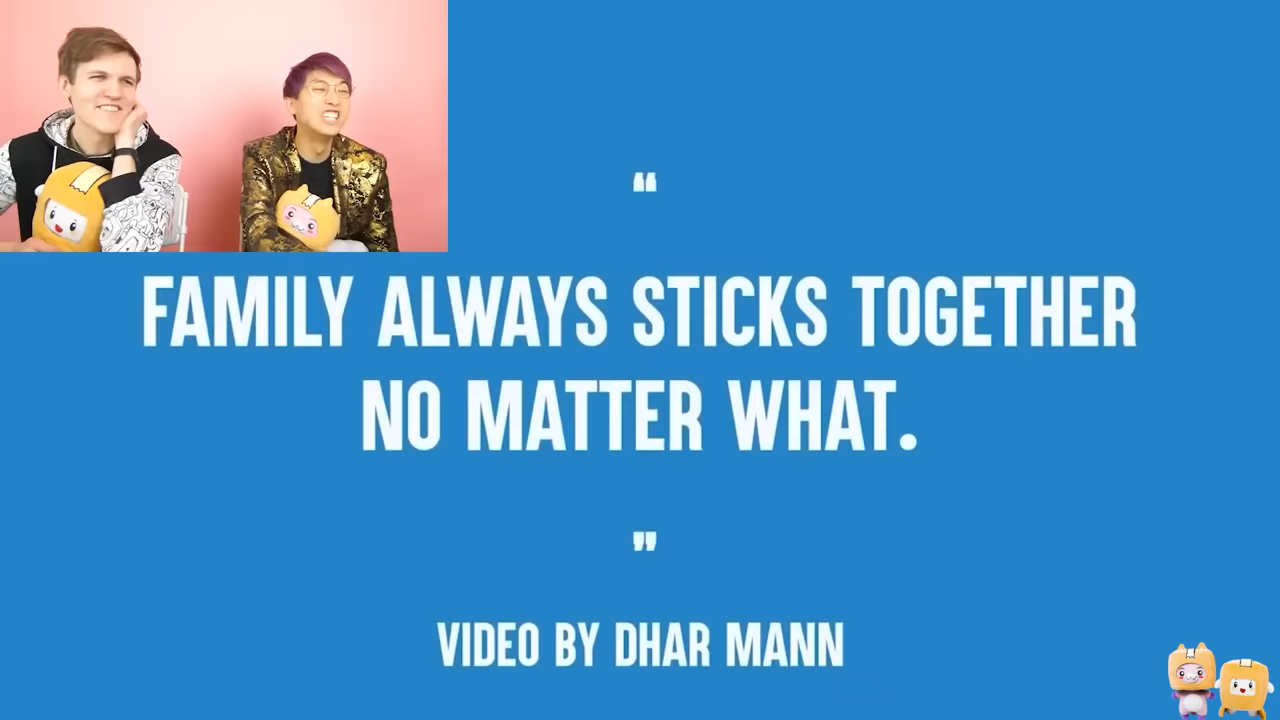 “
FAMILY ALWAYS STICKS TOGETHER
NO MATTER WHAT.
”
VIDEO BY DHAR MANN